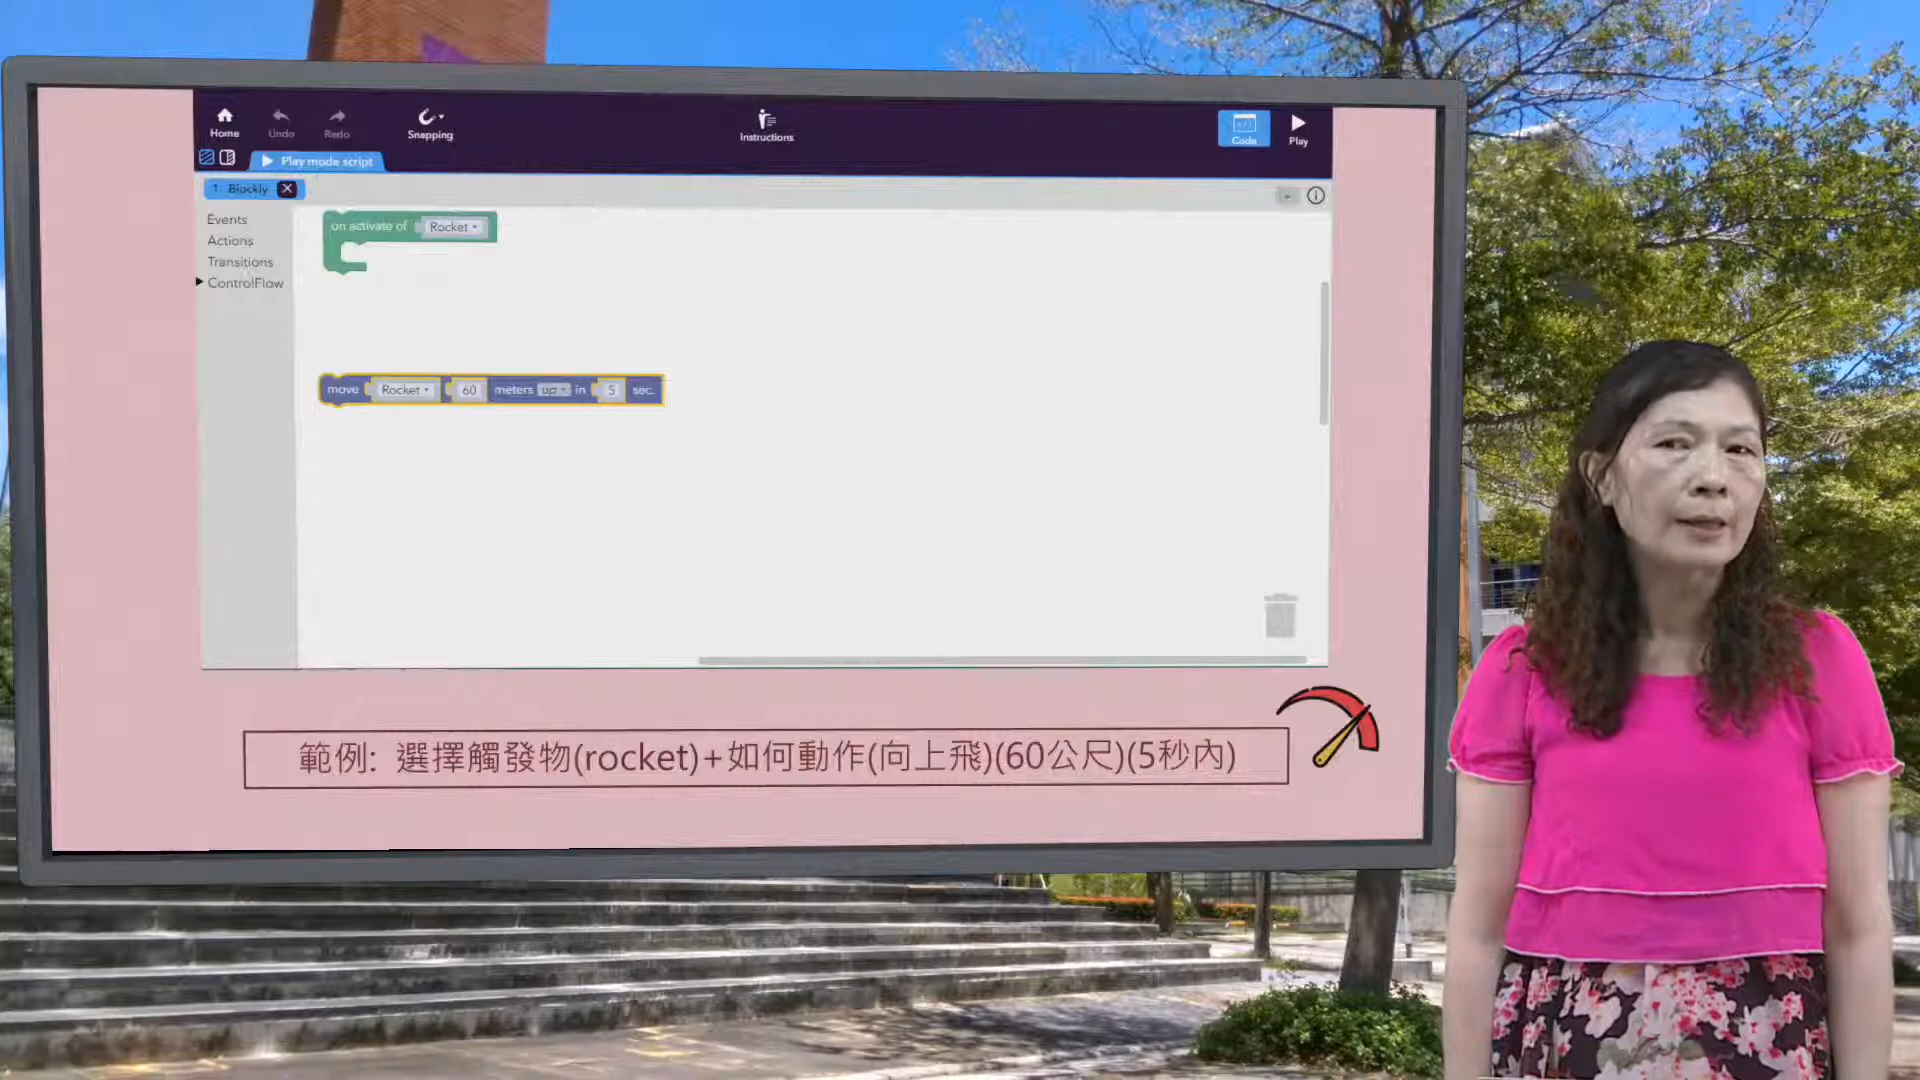 Home
Undo
Redo
Snapping
Instructions
Code
Play
Play mode script
1 Blockly
Events
Actions
Transitions
ControlFlow
on activate of Rocket
move Rocket 60 meters up in 5 sec.
範例: 選擇觸發物(rocket)+如何動作(向上飛)(60公尺)(5秒內)